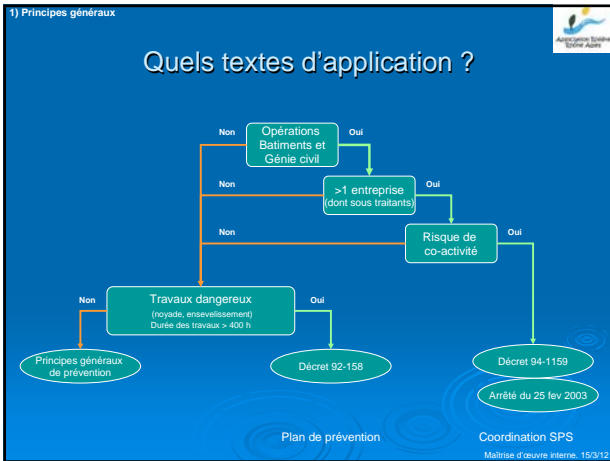 1) Principes généraux
Quels textes d'application ?
Non
Opérations
Batiments et
Génie civil
Oui
Non
>1 entreprise
(dont sous traitants)
Oui
Non
Risque de
co-activité
Oui
Non
Travaux dangereux
(noyade, ensevelissement)
Durée des travaux > 400 h
Oui
Principes généraux
de prévention
Décret 92-158
Décret 94-1159
Arrêté du 25 fev 2003
Plan de prévention
Coordination SPS
Maîtrise d'œuvre interne. 15/3/12